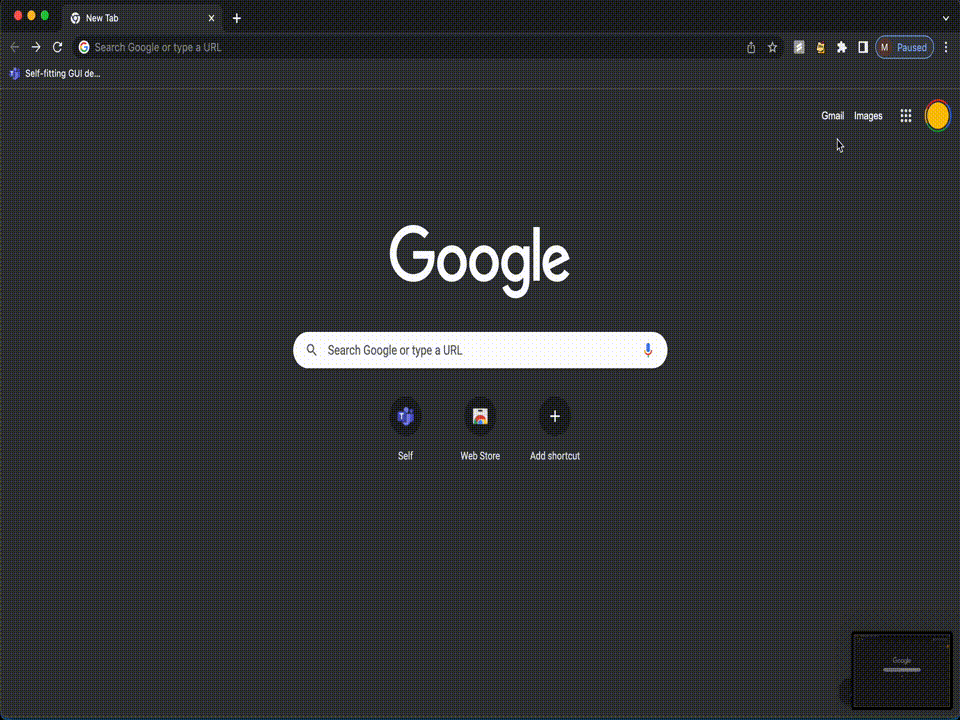 New Tab
Search Google or type a URL
M Paused
Self-fitting GUI de...
Gmail Images
Google
Search Google or type a URL
Self Web Store Add shortcut
Google